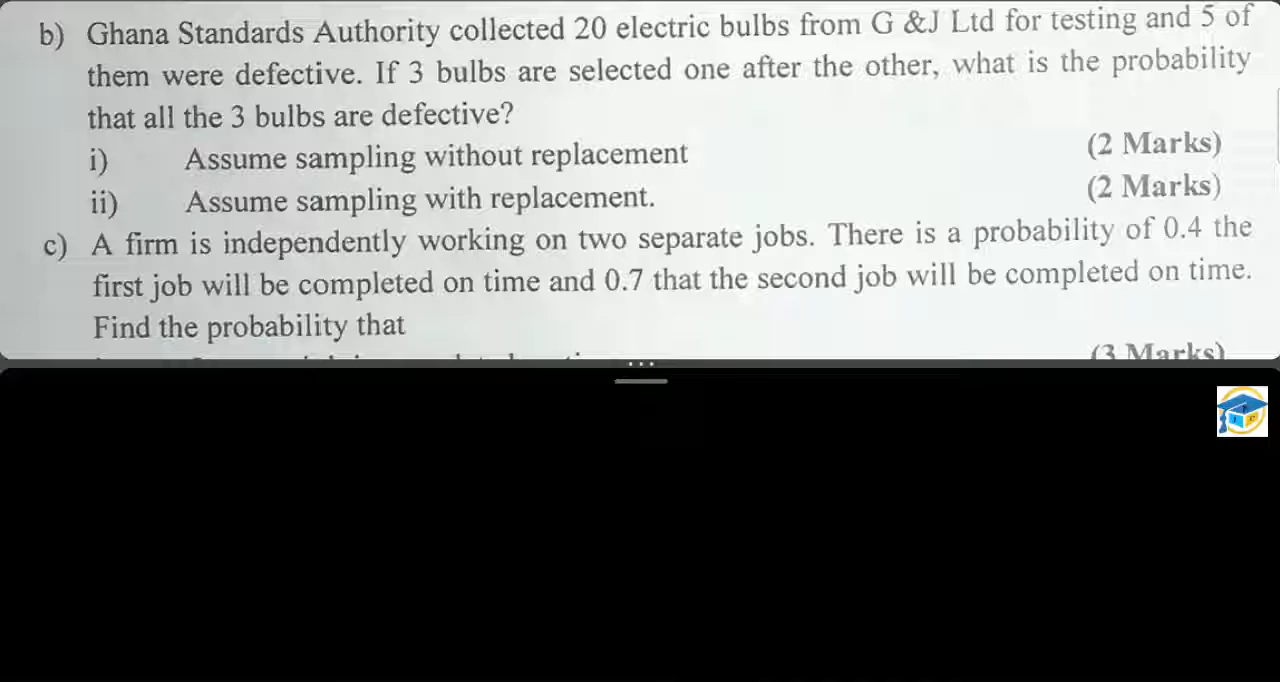 b) Ghana Standards Authority collected 20 electric bulbs from G &J Ltd for testing and 5 of
them were defective. If 3 bulbs are selected one after the other, what is the probability
that all the 3 bulbs are defective?
i) Assume sampling without replacement (2 Marks)
ii) Assume sampling with replacement. (2 Marks)
c) A firm is independently working on two separate jobs. There is a probability of 0.4 the
first job will be completed on time and 0.7 that the second job will be completed on time.
Find the probability that
(3 Marks)